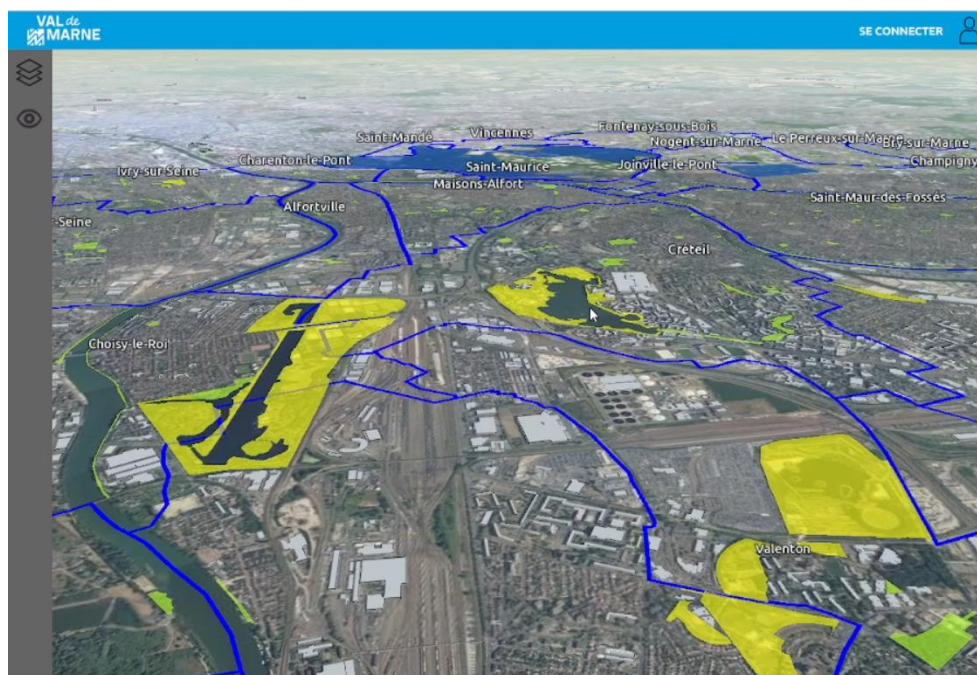 VAL de
MARNE
SE CONNECTER
Saint-Mandé
Vincennes
Fontenay-sous-Bois
Nogent-sur-Marne
Le Perreux-sur-Marne
Bry-sur-Marne
Charenton-le-Pont
Saint-Maurice
Joinville-le-Pont
Champigny
Ivry-sur-Seine
Maisons-Alfort
Saint-Maur-des-Fossés
Alfortville
-Seine
Créteil
Choisy-le-Roi
Valenton